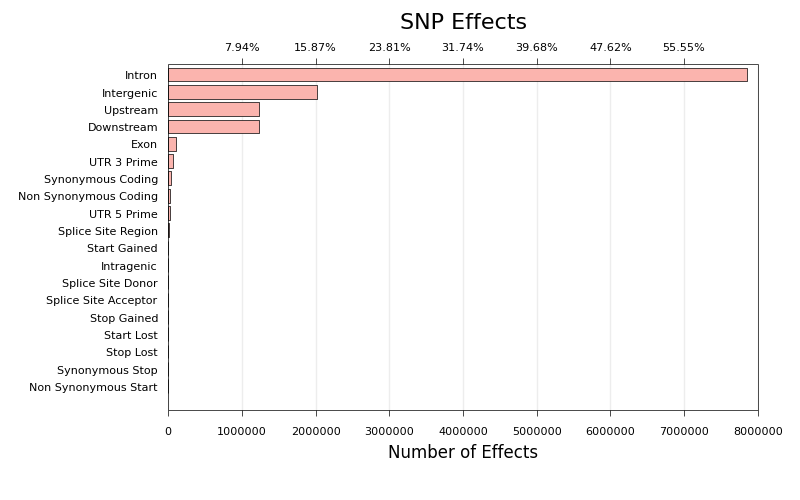 SNP Effects
7.94% 15.87% 23.81% 31.74% 39.68% 47.62% 55.55%
Intron
Intergenic
Upstream
Downstream
Exon
UTR 3 Prime
Synonymous Coding
Non Synonymous Coding
UTR 5 Prime
Splice Site Region
Start Gained
Intragenic
Splice Site Donor
Splice Site Acceptor
Stop Gained
Start Lost
Stop Lost
Synonymous Stop
Non Synonymous Start
0 1000000 2000000 3000000 4000000 5000000 6000000 7000000 8000000
Number of Effects